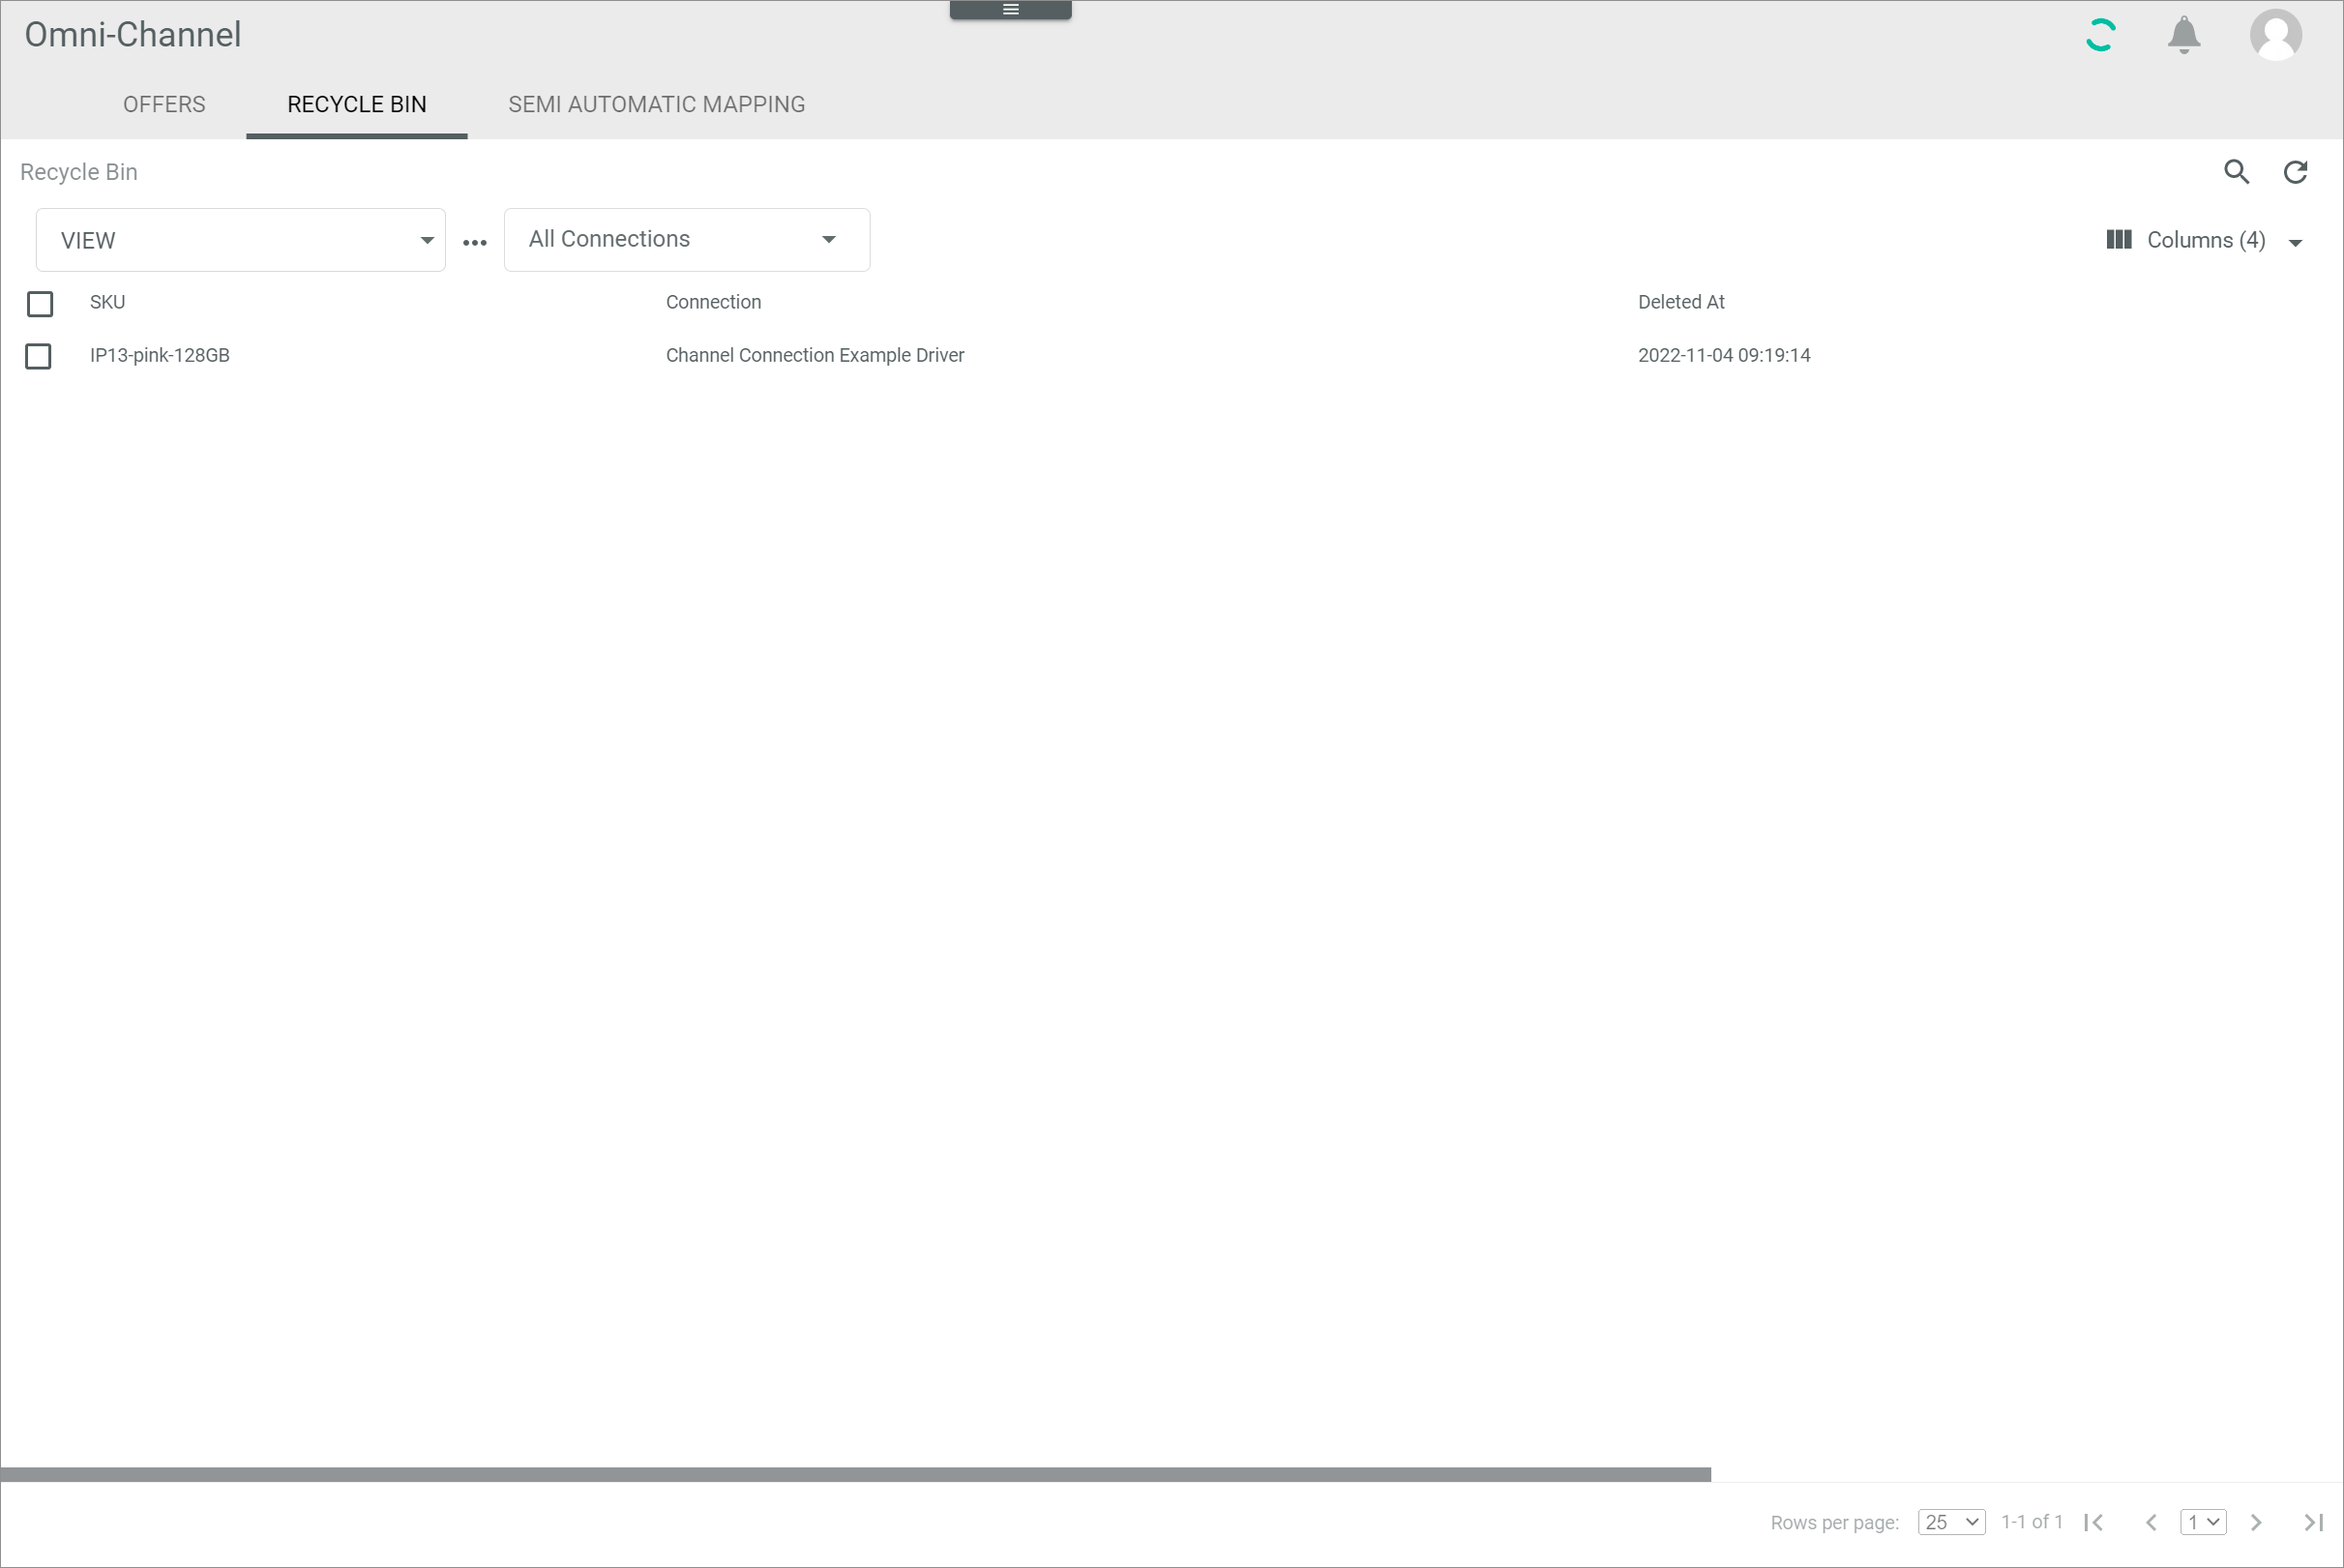 Omni-Channel
OFFERS RECYCLE BIN SEMI AUTOMATIC MAPPING
Recycle Bin
VIEW All Connections Columns (4)
SKU Connection Deleted At
IP13-pink-128GB Channel Connection Example Driver 2022-11-04 09:19:14
Rows per page: 25 1-1 of 1 1